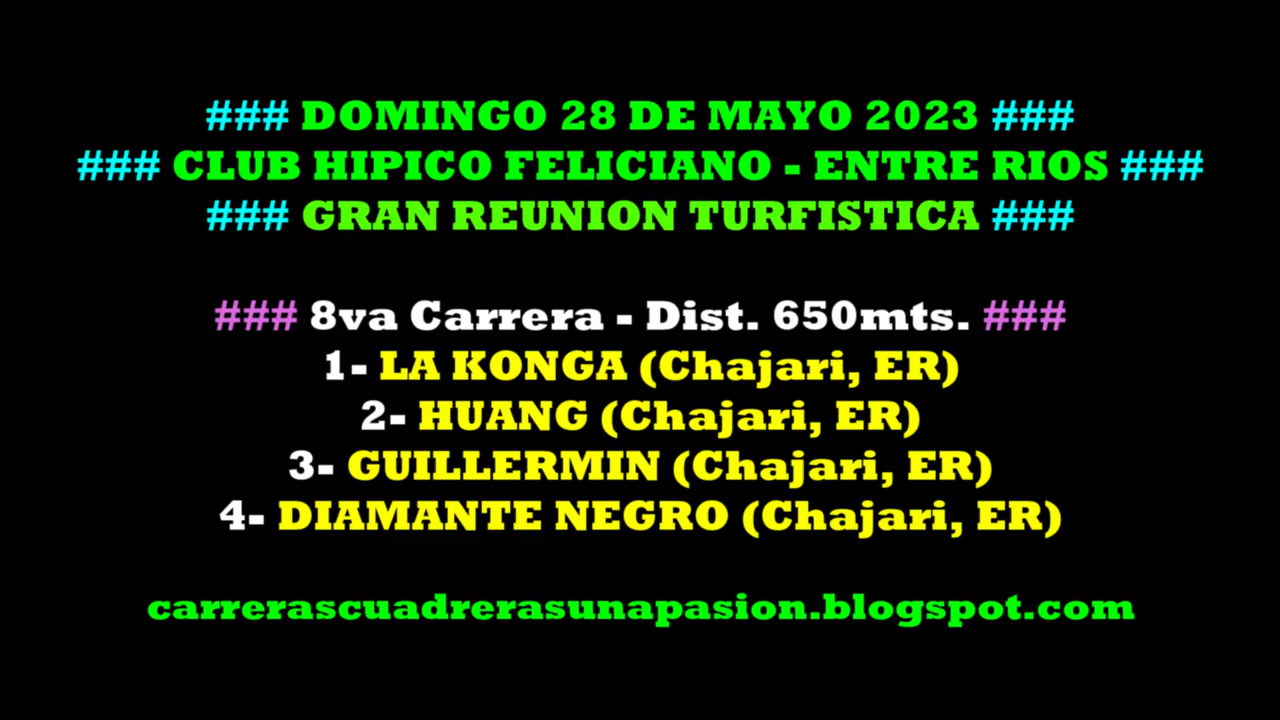 ### DOMINGO 28 DE MAYO 2023 ###
### CLUB HIPICO FELICIANO - ENTRE RIOS ###
### GRAN REUNION TURFISTICA ###
### 8va Carrera - Dist. 650mts. ###
1- LA KONGA (Chajari, ER)
2- HUANG (Chajari, ER)
3- GUILLERMIN (Chajari, ER)
4- DIAMANTE NEGRO (Chajari, ER)
carrerascuadrerasunapasion.blogspot.com